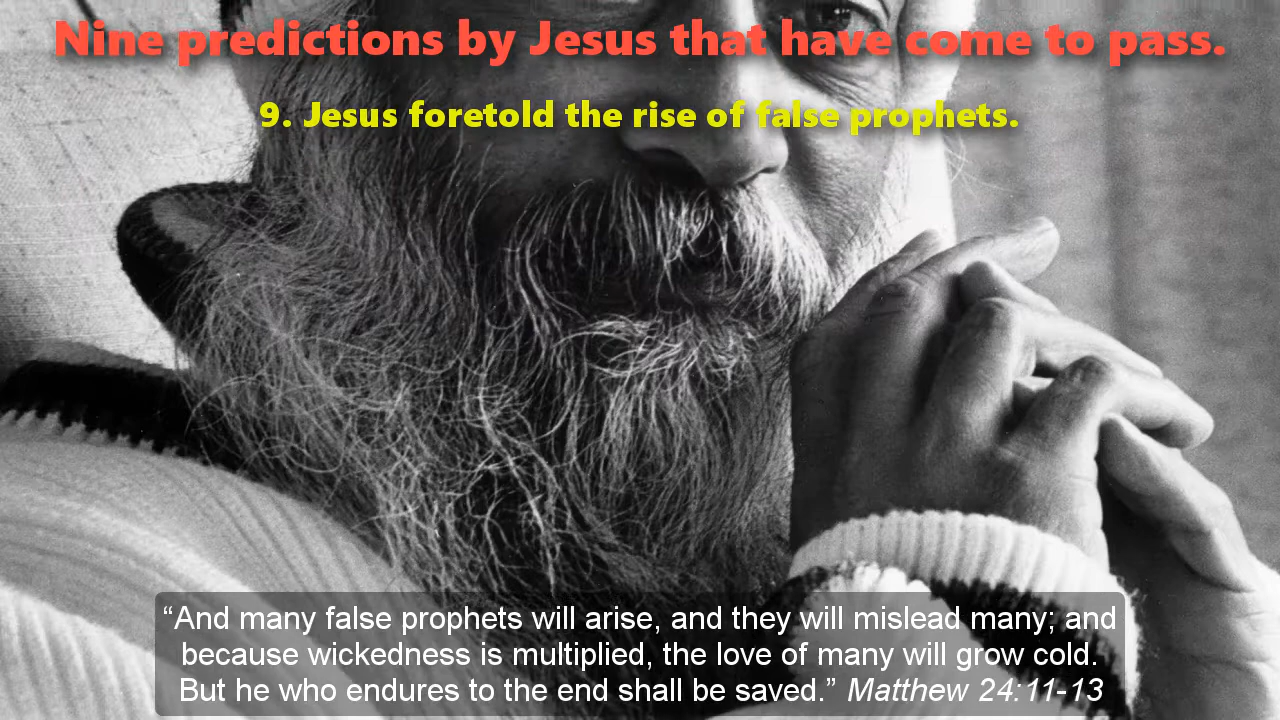 Nine predictions by Jesus that have come to pass.
9. Jesus foretold the rise of false prophets.
“And many false prophets will arise, and they will mislead many; and
because wickedness is multiplied, the love of many will grow cold.
But he who endures to the end shall be saved.” Matthew 24:11-13